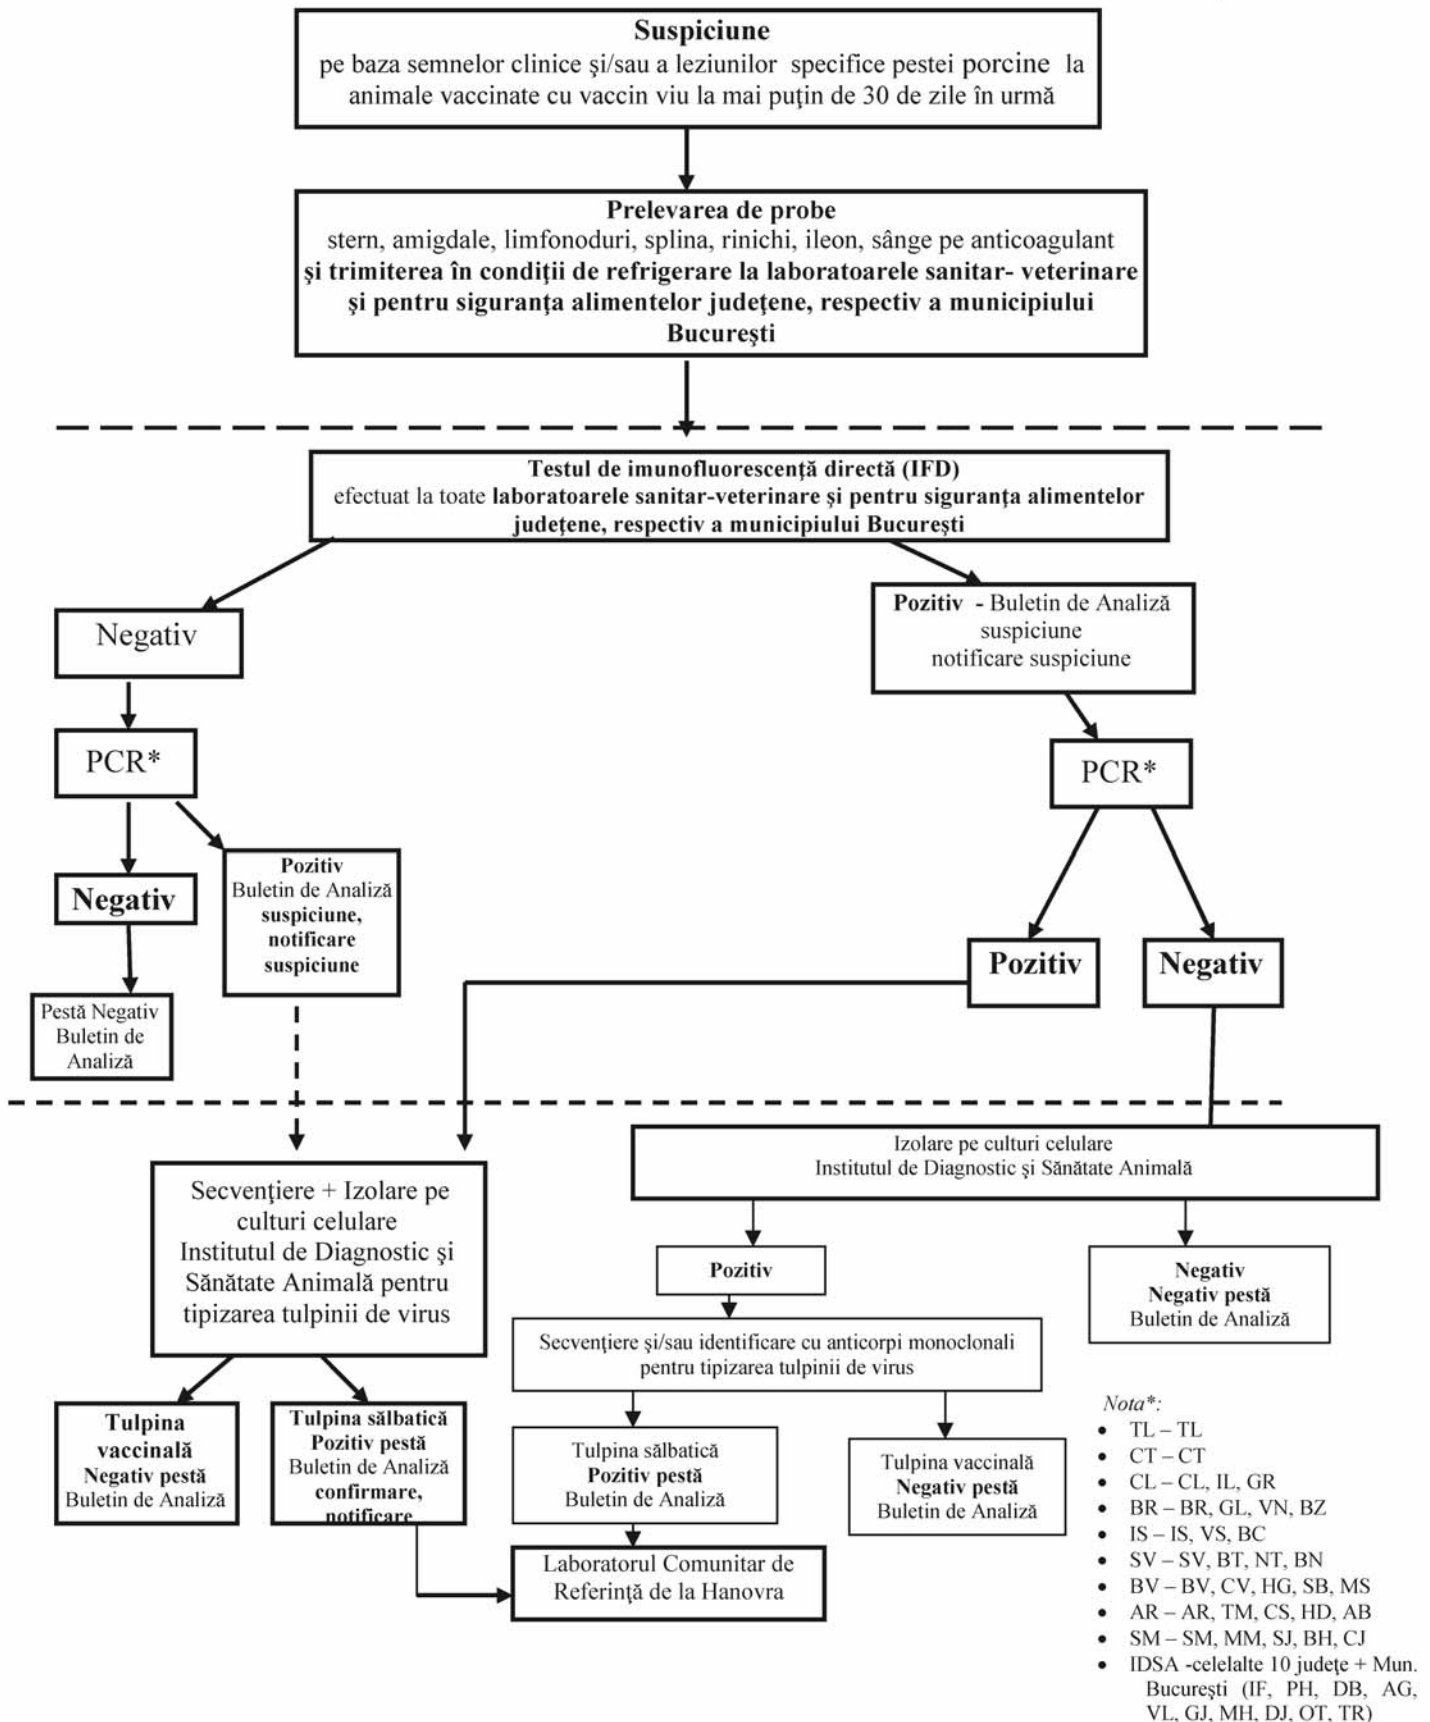 Suspiciune
pe baza semnelor clinice şi/sau a leziunilor specifice pestei porcine la
animale vaccinate cu vaccin viu la mai puţin de 30 de zile în urmă
Prelevarea de probe
stern, amigdale, limfonoduri, splina, rinichi, ileon, sânge pe anticoagulant
şi trimiterea în condiţii de refrigerare la laboratoarele sanitar- veterinare
şi pentru siguranţa alimentelor judeţene, respectiv a municipiului
Bucureşti
Testul de imunofluorescenţă directă (IFD)
efectuat la toate laboratoarele sanitar-veterinare şi pentru siguranţa alimentelor
judeţene, respectiv a municipiului Bucureşti
Negativ
Pozitiv - Buletin de Analiză
suspiciune
notificare suspiciune
PCR*
PCR*
Negativ
Pozitiv
Buletin de Analiză
suspiciune,
notificare
suspiciune
Pozitiv
Negativ
Pestă Negativ
Buletin de
Analiză
Secvenţiere + Izolare pe
culturi celulare
Institutul de Diagnostic şi
Sănătate Animală pentru
tipizarea tulpinii de virus
Izolare pe culturi celulare
Institutul de Diagnostic şi Sănătate Animală
Pozitiv
Negativ
Negativ pestă
Buletin de Analiză
Secvenţiere şi/sau identificare cu anticorpi monoclonali
pentru tipizarea tulpinii de virus
Tulpina
vaccinală
Negativ pestă
Buletin de Analiză
Tulpina sălbatică
Pozitiv pestă
Buletin de Analiză
confirmare,
notificare
Tulpina sălbatică
Pozitiv pestă
Buletin de Analiză
Tulpina vaccinală
Negativ pestă
Buletin de Analiză
Laboratorul Comunitar de
Referinţă de la Hanovra
Nota*:
• TL – TL
• CT – CT
• CL – CL, IL, GR
• BR – BR, GL, VN, BZ
• IS – IS, VS, BC
• SV – SV, BT, NT, BN
• BV – BV, CV, HG, SB, MS
• AR – AR, TM, CS, HD, AB
• SM – SM, MM, SJ, BH, CJ
• IDSA -celelalte 10 judeţe + Mun.
Bucureşti (IF, PH, DB, AG,
VL, GJ, MH, DJ, OT, TR)